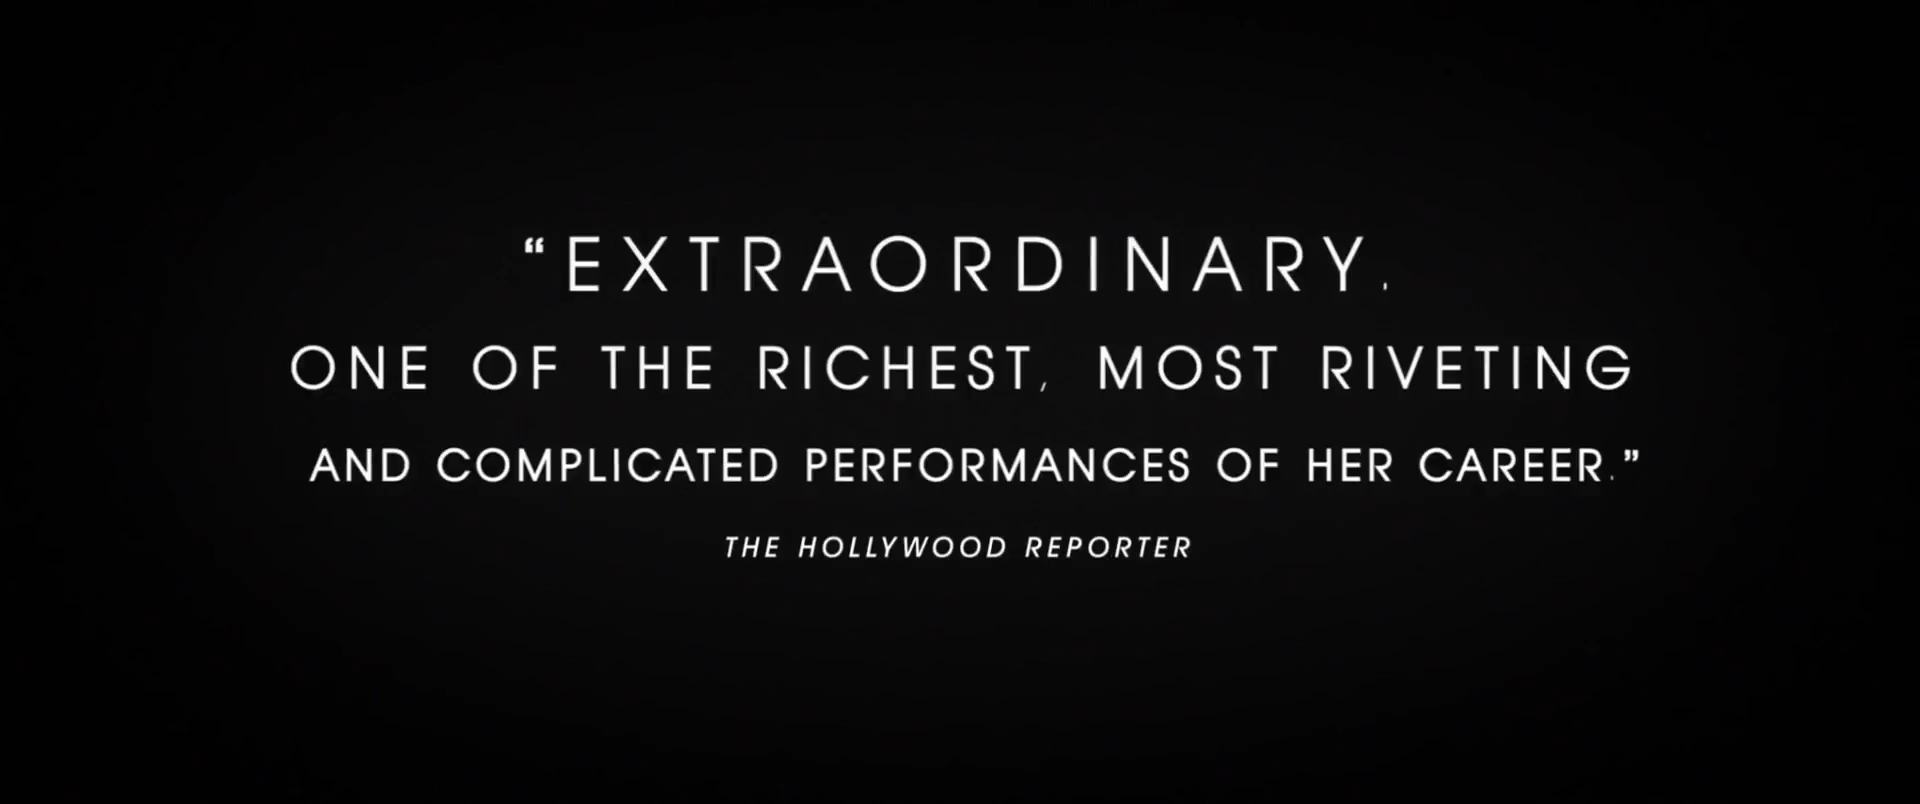 “EXTRAORDINARY.
ONE OF THE RICHEST, MOST RIVETING
AND COMPLICATED PERFORMANCES OF HER CAREER.”
THE HOLLYWOOD REPORTER